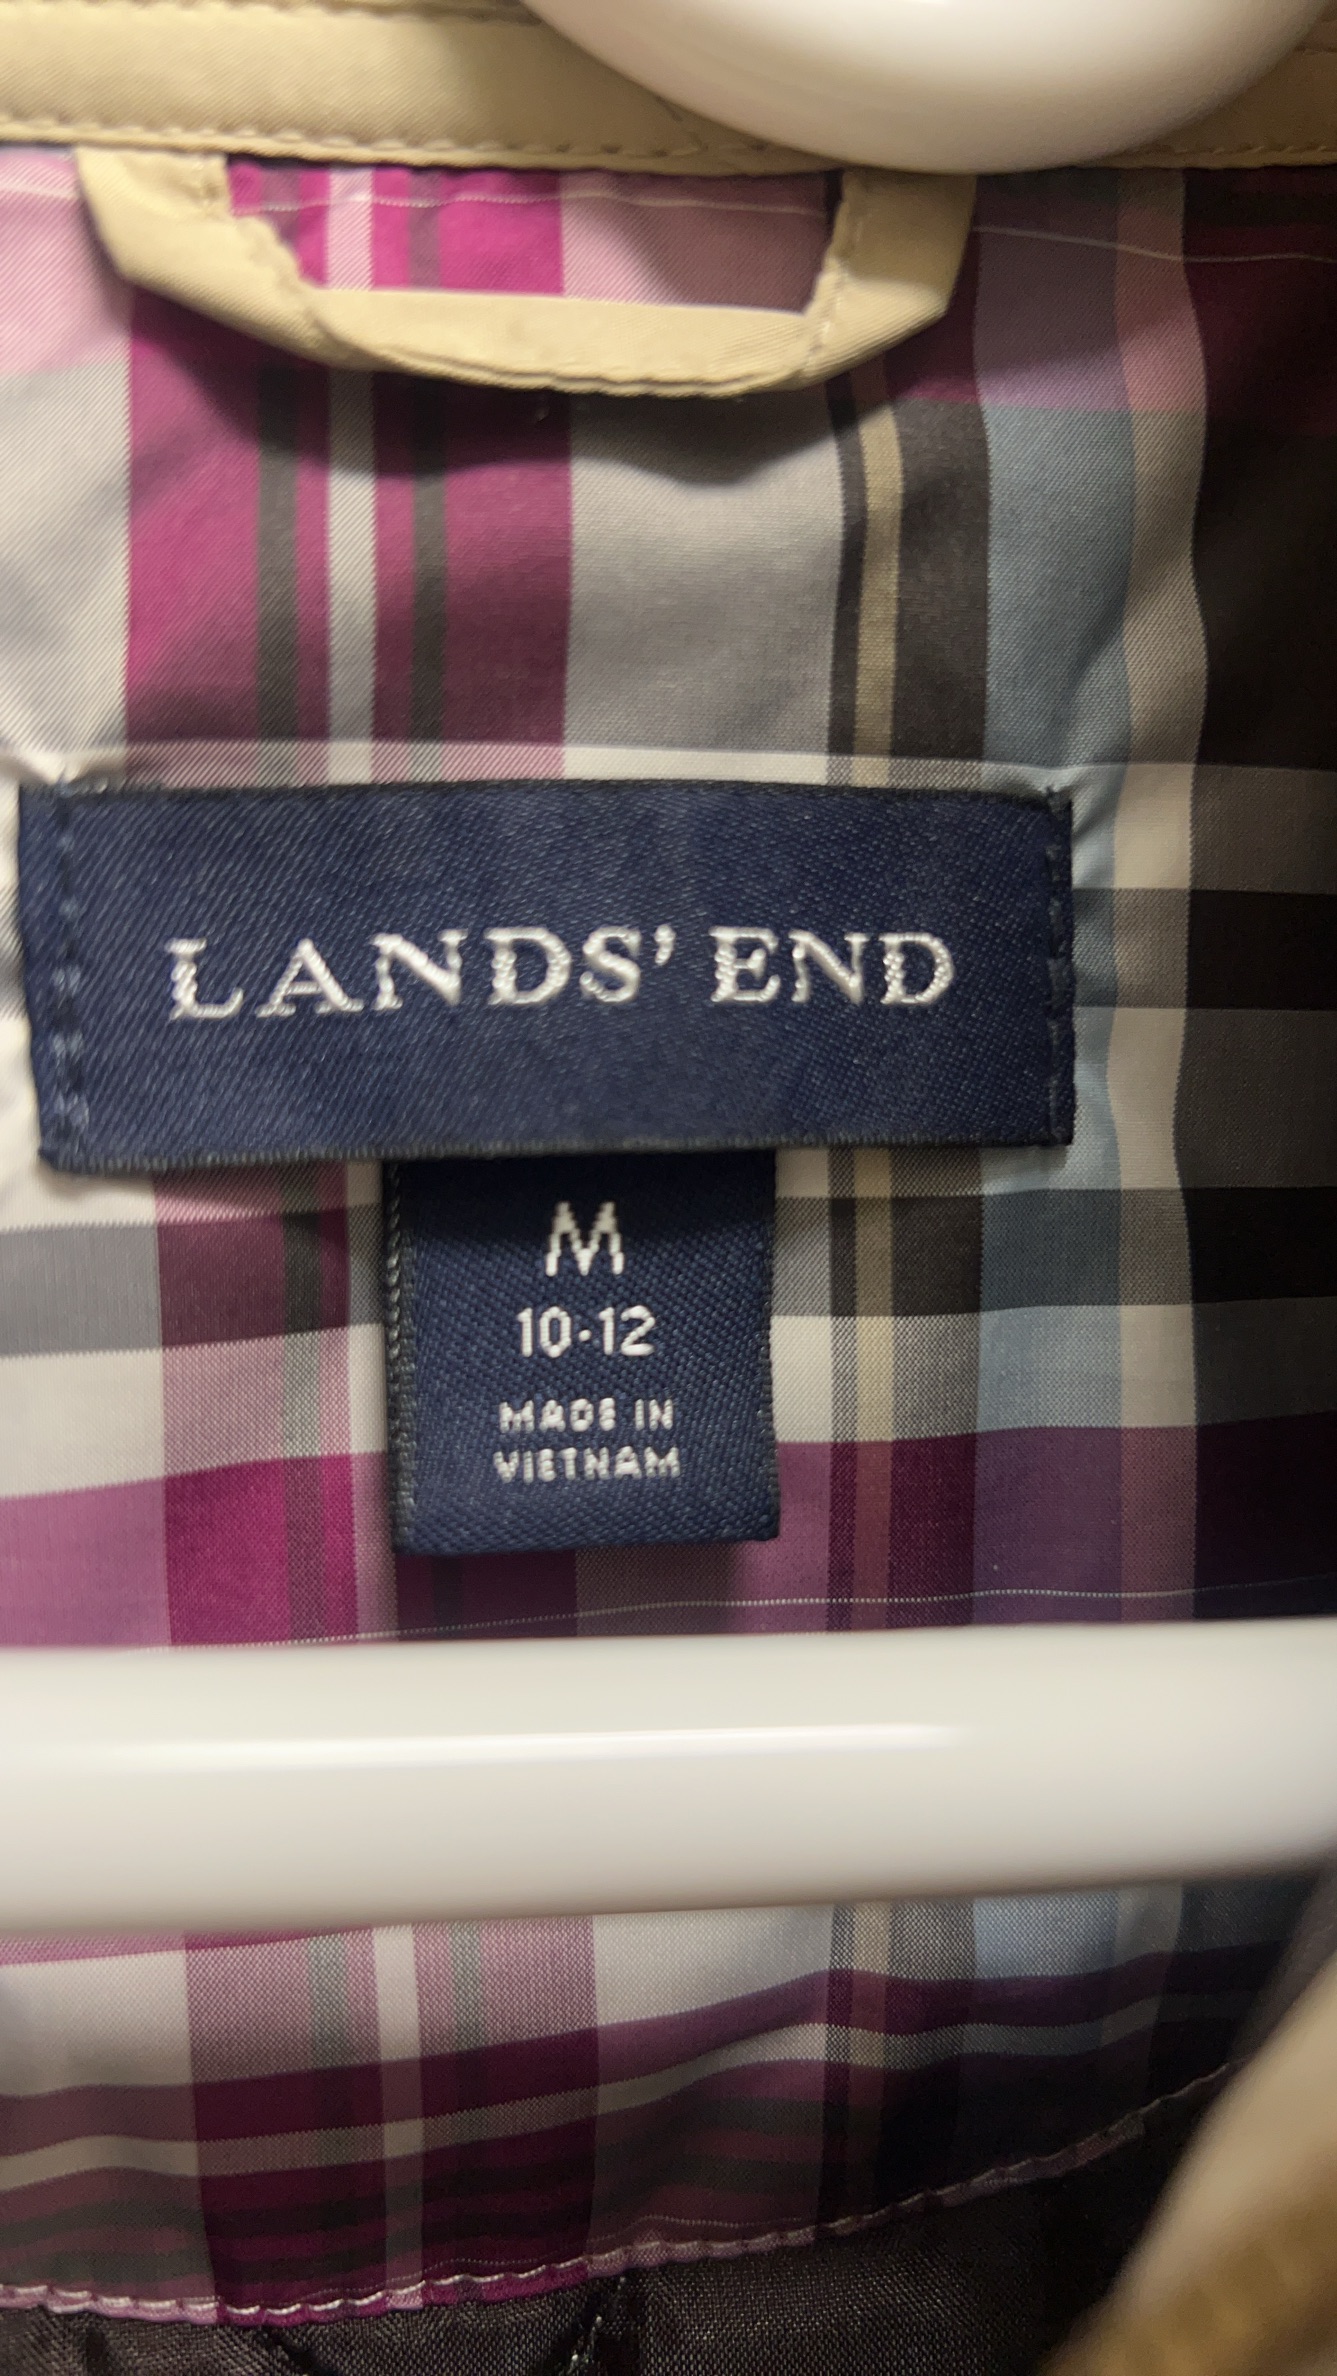 LANDS' END
M
10-12
MADE IN
VIETNAM